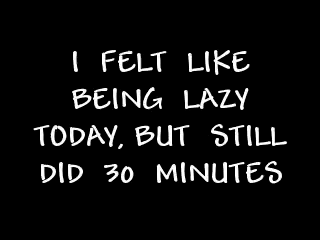 I FELT LIKE
BEING LAZY
TODAY, BUT STILL
DID 30 MINUTES